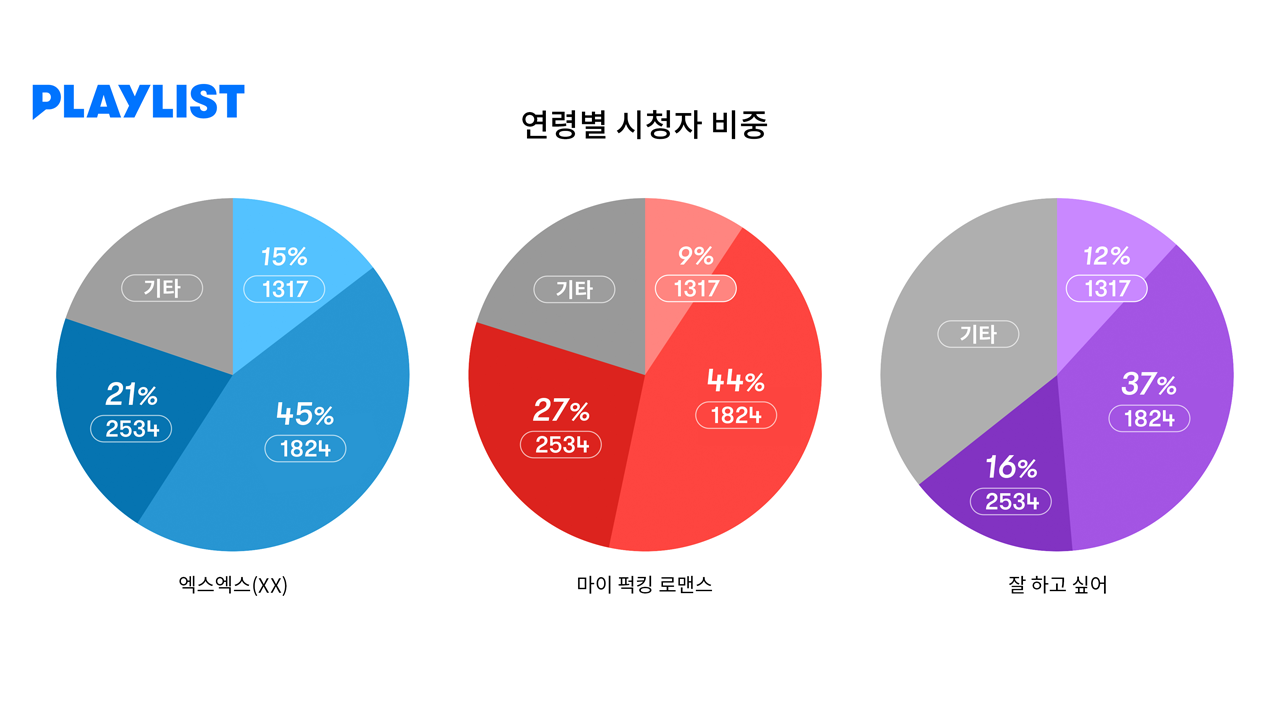 PLAYLIST
연령별 시청자 비중
15%
1317
기타
21%
2534
45%
1824
엑스엑스(XX)
9%
1317
기타
44%
1824
27%
2534
마이 퍽킹 로맨스
12%
1317
기타
37%
1824
16%
2534
잘 하고 싶어